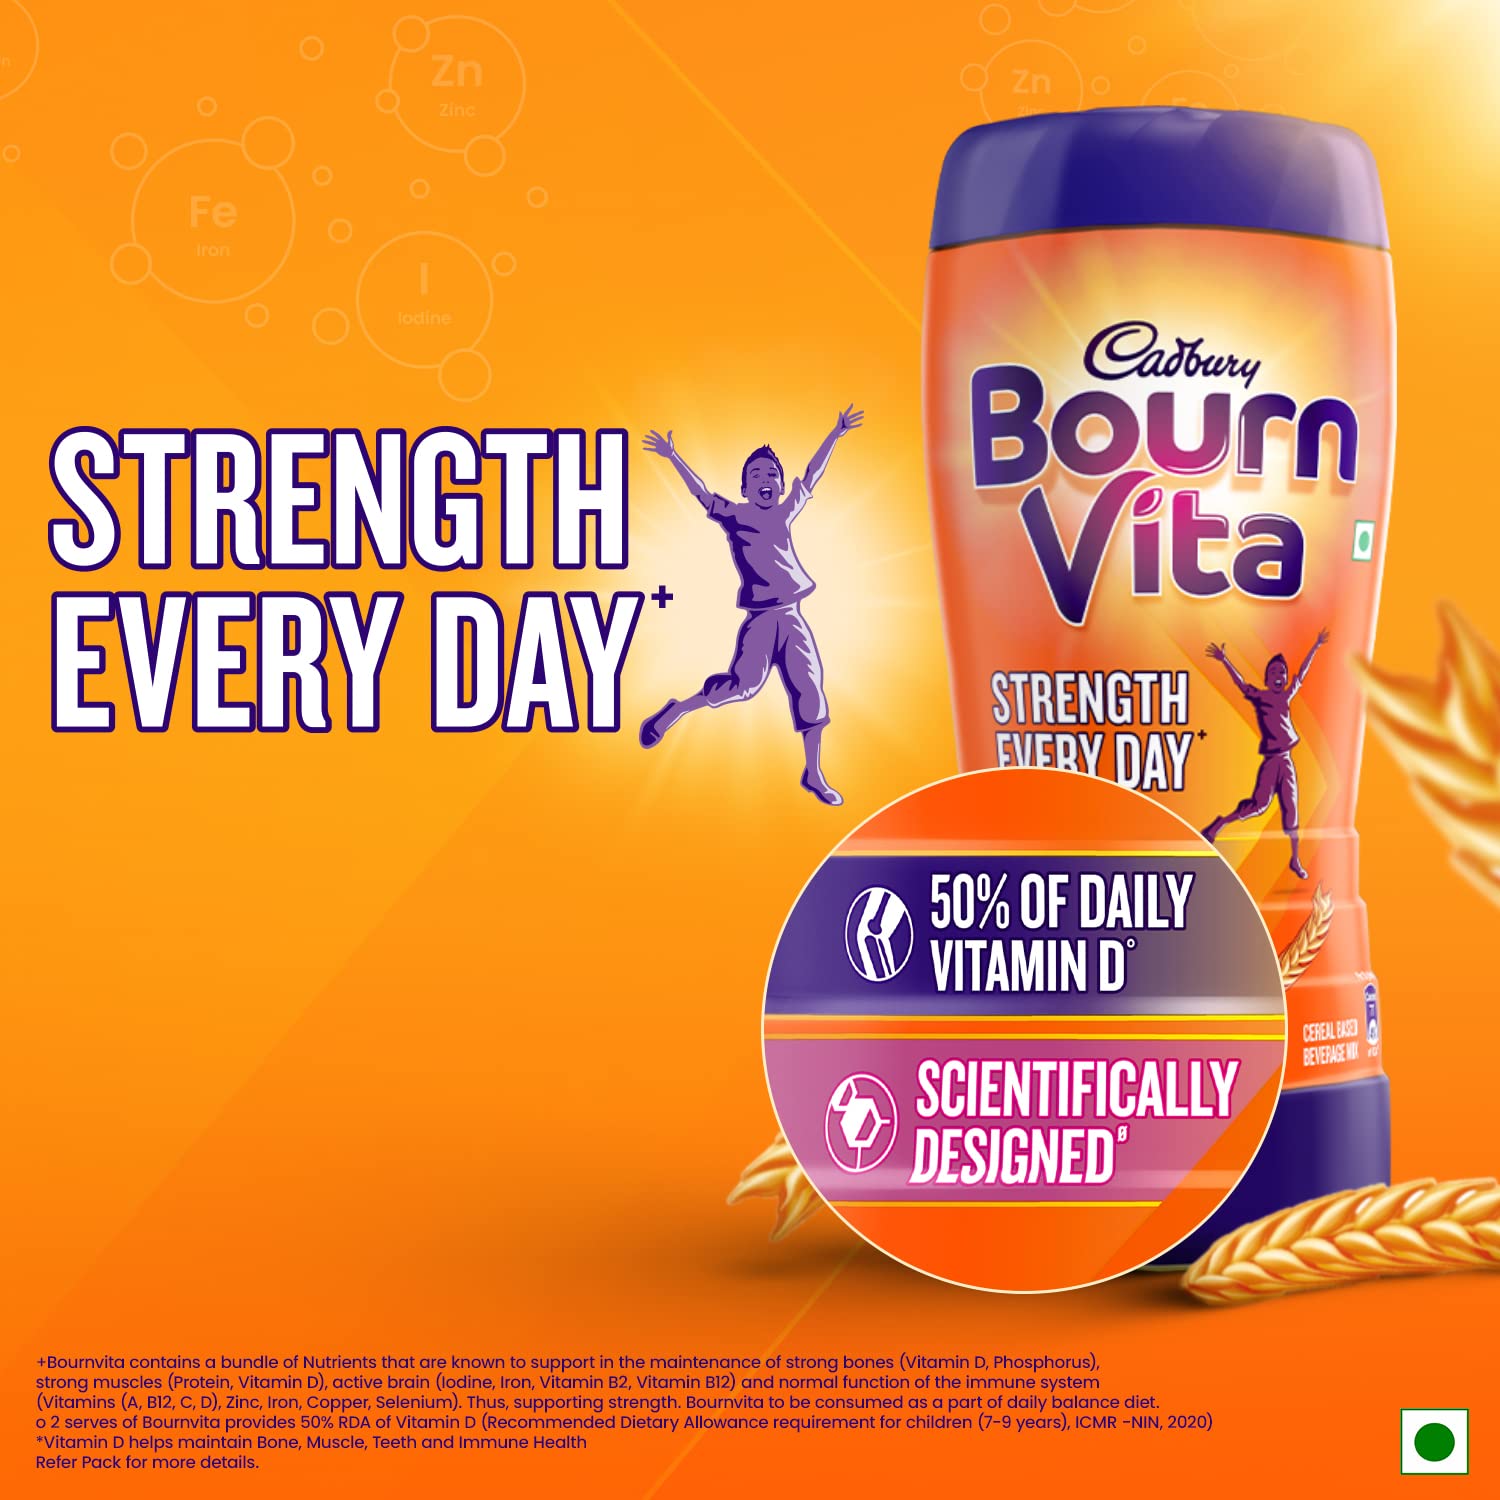 Zn
Zinc
Zn
Fe
Iron
I
Iodine
Cadbury
Bourn
Vita
STRENGTH
EVERY DAY+
STRENGTH
EVERY DAY+
50% OF DAILY
VITAMIN D°
SCIENTIFICALLY
DESIGNEDø
CEREAL BASED
BEVERAGE MIX
+Bournvita contains a bundle of Nutrients that are known to support in the maintenance of strong bones (Vitamin D, Phosphorus),
strong muscles (Protein, Vitamin D), active brain (Iodine, Iron, Vitamin B2, Vitamin B12) and normal function of the immune system
(Vitamins (A, B12, C, D), Zinc, Iron, Copper, Selenium). Thus, supporting strength. Bournvita to be consumed as a part of daily balance diet.
o 2 serves of Bournvita provides 50% RDA of Vitamin D (Recommended Dietary Allowance requirement for children (7-9 years), ICMR -NIN, 2020)
*Vitamin D helps maintain Bone, Muscle, Teeth and Immune Health
Refer Pack for more details.